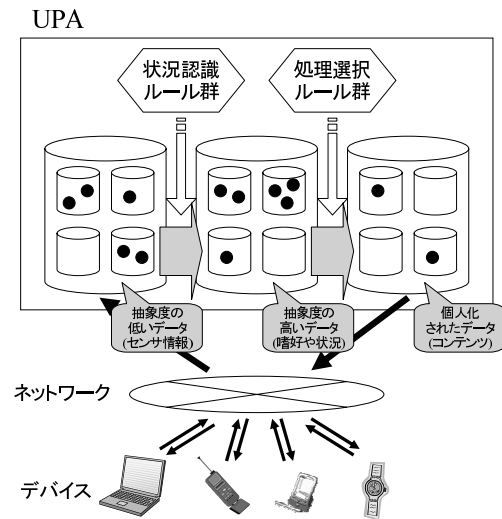 UPA
状況認識
ルール群
処理選択
ルール群
抽象度の
低いデータ
(センサ情報)
抽象度の
高いデータ
(嗜好や状況)
個人化
されたデータ
(コンテンツ)
ネットワーク
デバイス